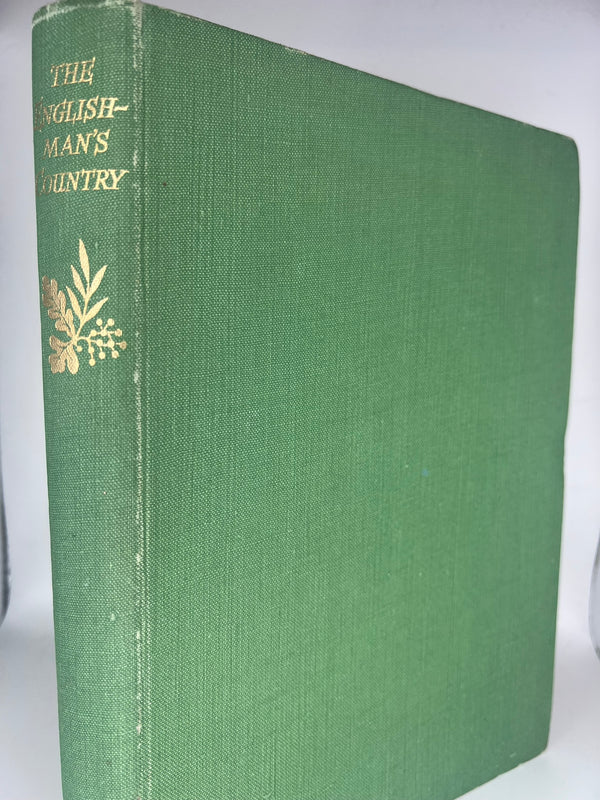 THE
ENGLISH-
MAN'S
COUNTRY